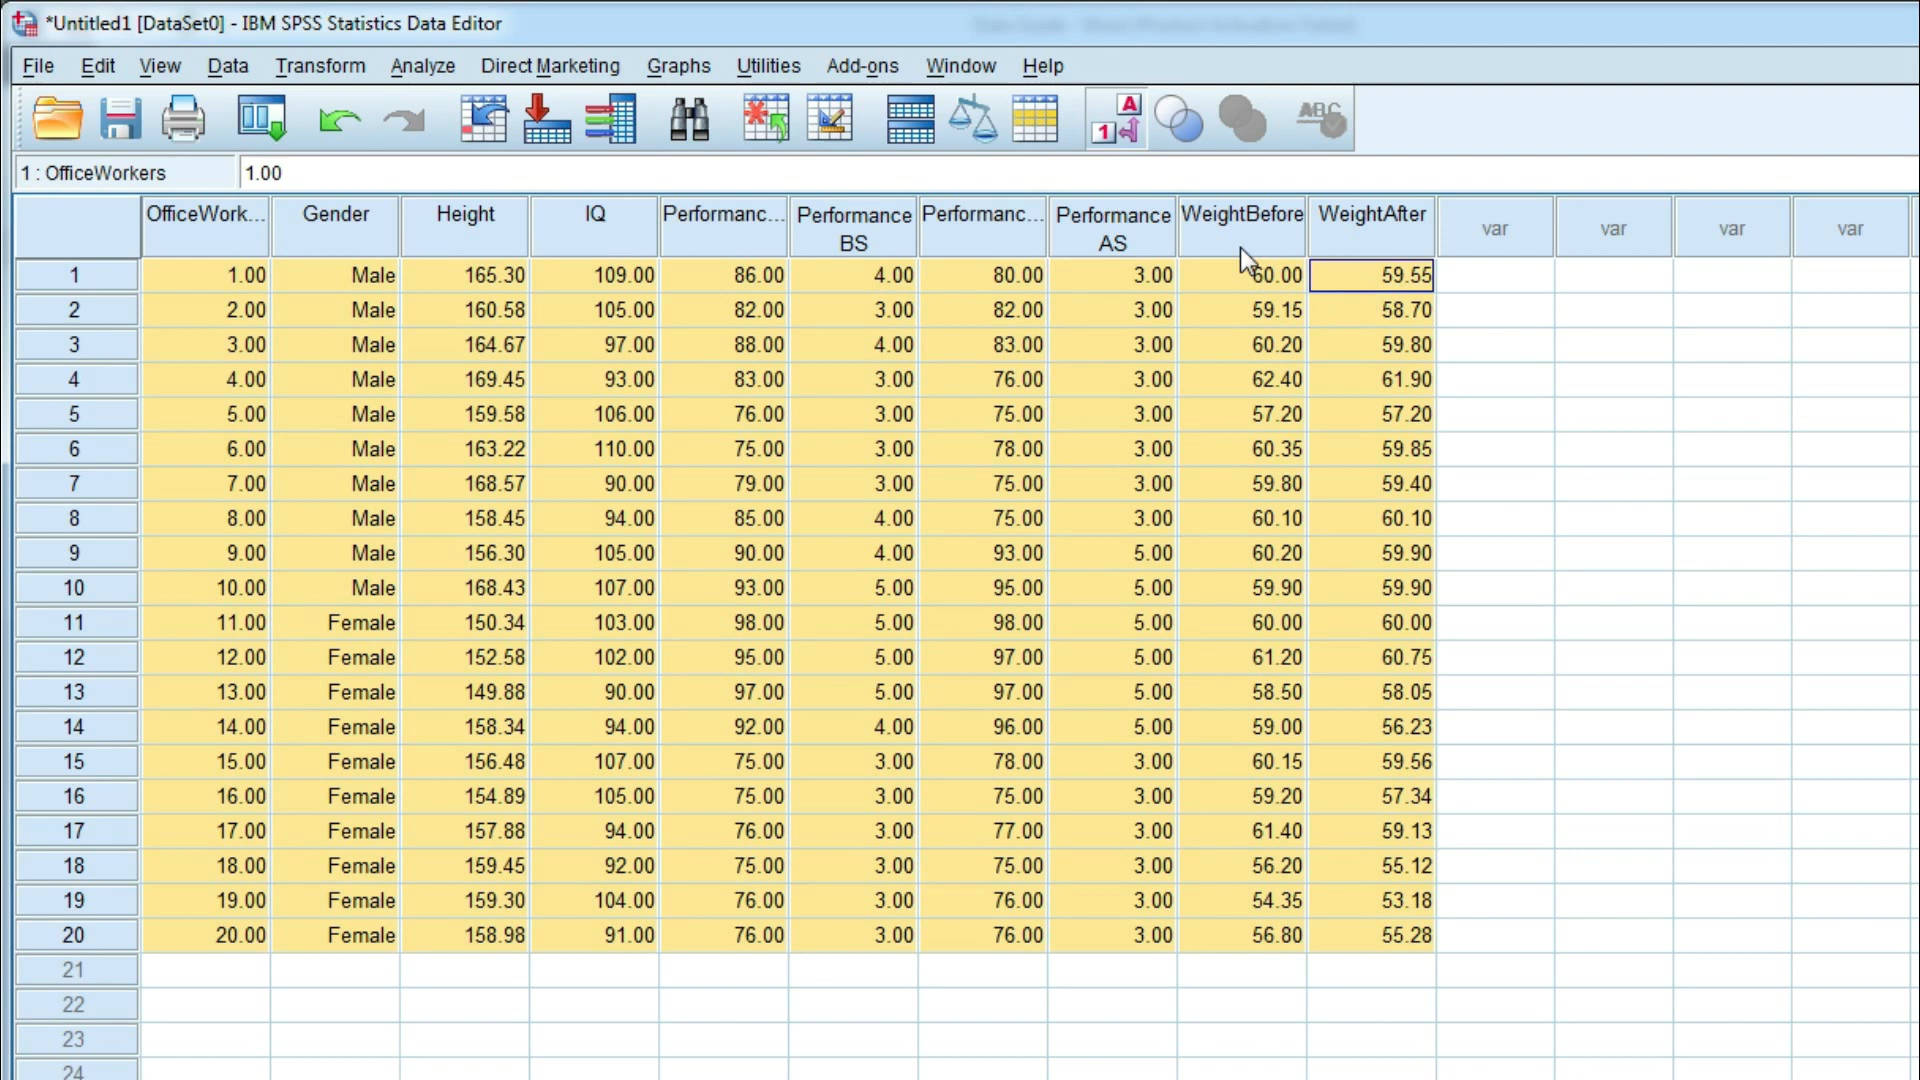 *Untitled1 [DataSet0] - IBM SPSS Statistics Data Editor
File Edit View Data Transform Analyze Direct Marketing Graphs Utilities Add-ons Window Help
A
1
ABC
1 : OfficeWorkers 1.00
OfficeWork... Gender Height IQ Performanc... Performance BS Performanc... Performance AS WeightBefore WeightAfter var var var var
1 1.00 Male 165.30 109.00 86.00 4.00 80.00 3.00 60.00 59.55
2 2.00 Male 160.58 105.00 82.00 3.00 82.00 3.00 59.15 58.70
3 3.00 Male 164.67 97.00 88.00 4.00 83.00 3.00 60.20 59.80
4 4.00 Male 169.45 93.00 83.00 3.00 76.00 3.00 62.40 61.90
5 5.00 Male 159.58 106.00 76.00 3.00 75.00 3.00 57.20 57.20
6 6.00 Male 163.22 110.00 75.00 3.00 78.00 3.00 60.35 59.85
7 7.00 Male 168.57 90.00 79.00 3.00 75.00 3.00 59.80 59.40
8 8.00 Male 158.45 94.00 85.00 4.00 75.00 3.00 60.10 60.10
9 9.00 Male 156.30 105.00 90.00 4.00 93.00 5.00 60.20 59.90
10 10.00 Male 168.43 107.00 93.00 5.00 95.00 5.00 59.90 59.90
11 11.00 Female 150.34 103.00 98.00 5.00 98.00 5.00 60.00 60.00
12 12.00 Female 152.58 102.00 95.00 5.00 97.00 5.00 61.20 60.75
13 13.00 Female 149.88 90.00 97.00 5.00 97.00 5.00 58.50 58.05
14 14.00 Female 158.34 94.00 92.00 4.00 96.00 5.00 59.00 56.23
15 15.00 Female 156.48 107.00 75.00 3.00 78.00 3.00 60.15 59.56
16 16.00 Female 154.89 105.00 75.00 3.00 75.00 3.00 59.20 57.34
17 17.00 Female 157.88 94.00 76.00 3.00 77.00 3.00 61.40 59.13
18 18.00 Female 159.45 92.00 75.00 3.00 75.00 3.00 56.20 55.12
19 19.00 Female 159.30 104.00 76.00 3.00 76.00 3.00 54.35 53.18
20 20.00 Female 158.98 91.00 76.00 3.00 76.00 3.00 56.80 55.28
21
22
23
24